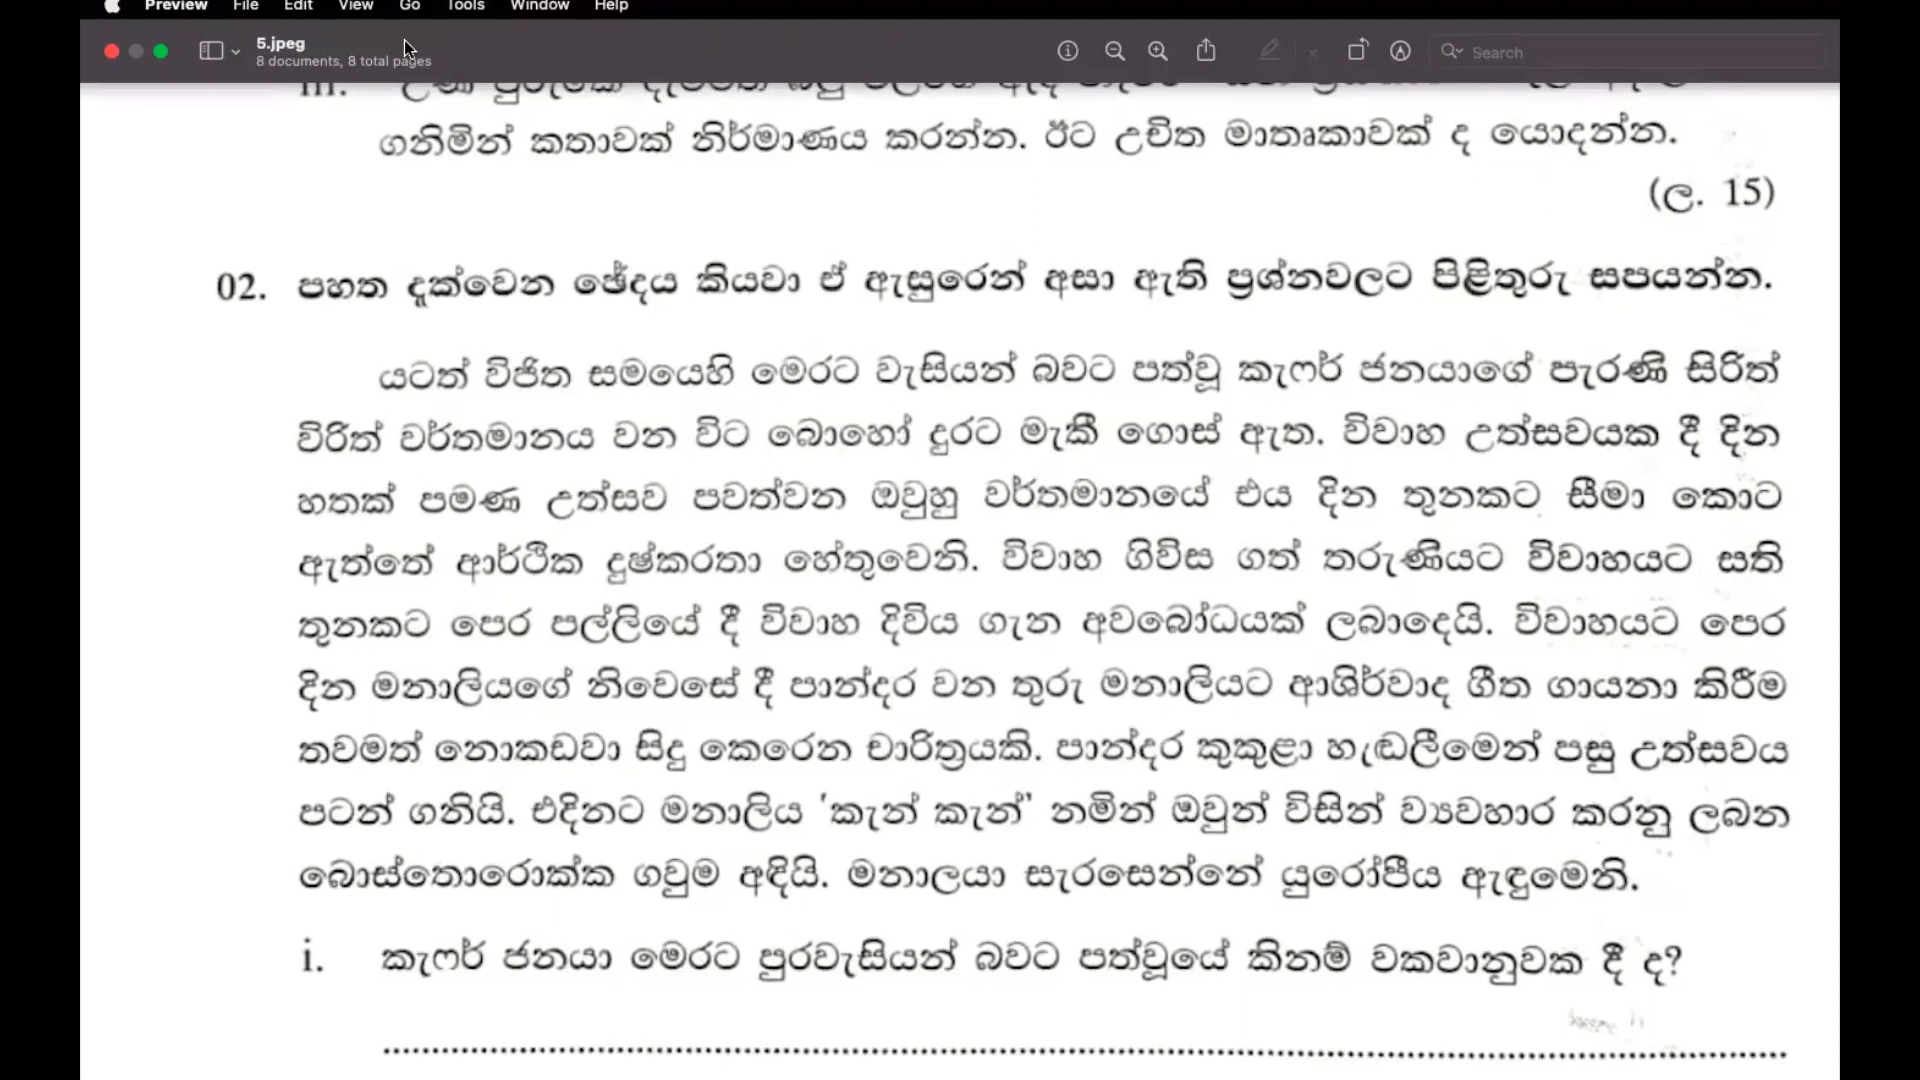 Preview File Edit View Go Tools Window Help
5.jpeg
8 documents, 8 total pages
Search
iii.
ගනිමින් කතාවක් නිර්මාණය කරන්න. ඊට උචිත මාතෘකාවක් ද යොදන්න.
(ල. 15)
02. පහත දැක්වෙන ඡේදය කියවා ඒ ඇසුරෙන් අසා ඇති ප්‍රශ්නවලට පිළිතුරු සපයන්න.
යටත් විජිත සමයෙහි මෙරට වැසියන් බවට පත්වූ කැෆර් ජනයාගේ පැරණි සිරිත්
විරිත් වර්තමානය වන විට බොහෝ දුරට මැකී ගොස් ඇත. විවාහ උත්සවයක දී දින
හතක් පමණ උත්සව පවත්වන ඔවුහු වර්තමානයේ එය දින තුනකට සීමා කොට
ඇත්තේ ආර්ථික දුෂ්කරතා හේතුවෙනි. විවාහ ගිවිස ගත් තරුණියට විවාහයට සති
තුනකට පෙර පල්ලියේ දී විවාහ දිවිය ගැන අවබෝධයක් ලබාදෙයි. විවාහයට පෙර
දින මනාලියගේ නිවෙසේ දී පාන්දර වන තුරු මනාලියට ආශිර්වාද ගීත ගායනා කිරීම
තවමත් නොකඩවා සිදු කෙරෙන චාරිත්‍රයකි. පාන්දර කුකුළා හැඬලීමෙන් පසු උත්සවය
පටන් ගනියි. එදිනට මනාලිය ‘කැන් කැන්’ නමින් ඔවුන් විසින් ව්‍යවහාර කරනු ලබන
බොස්තොරොක්ක ගවුම අඳියි. මනාලයා සැරසෙන්නේ යුරෝපීය ඇඳුමෙනි.
i. කැෆර් ජනයා මෙරට පුරවැසියන් බවට පත්වූයේ කිනම් වකවානුවක දී ද?